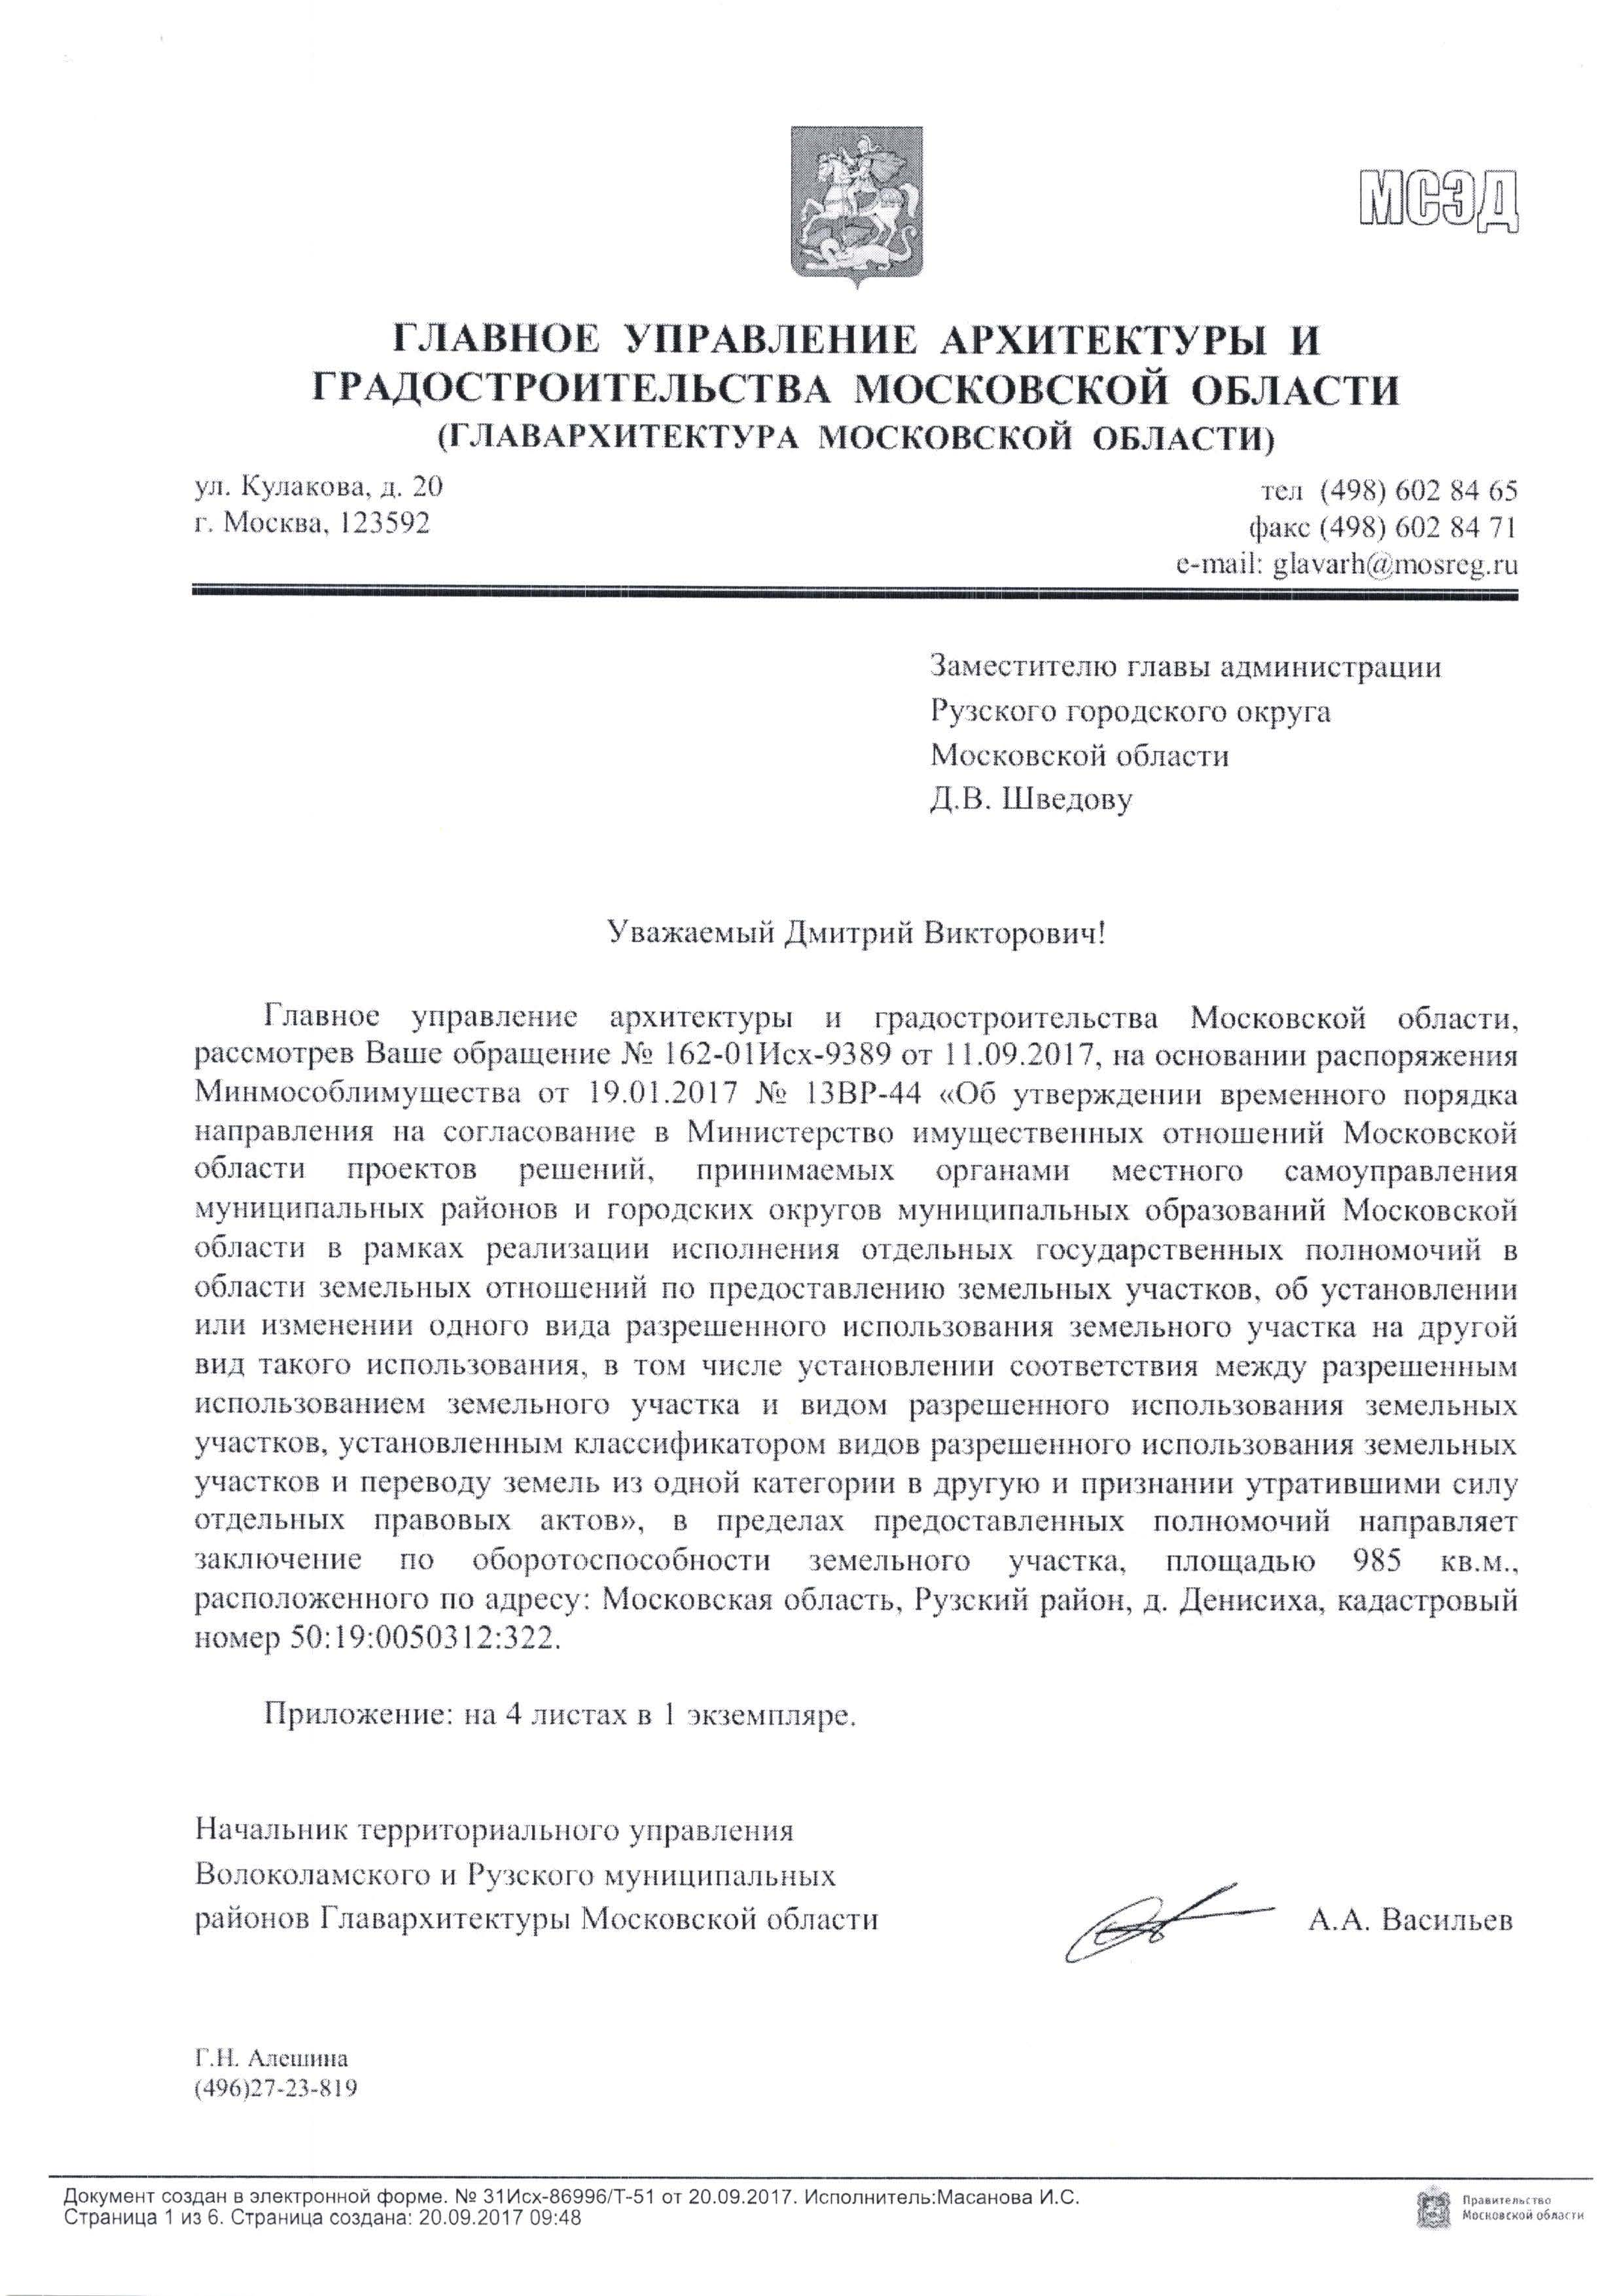 МСЭД
ГЛАВНОЕ УПРАВЛЕНИЕ АРХИТЕКТУРЫ И
ГРАДОСТРОИТЕЛЬСТВА МОСКОВСКОЙ ОБЛАСТИ
(ГЛАВАРХИТЕКТУРА МОСКОВСКОЙ ОБЛАСТИ)
ул. Кулакова, д. 20
г. Москва, 123592
тел (498) 602 84 65
факс (498) 602 84 71
e-mail: glavarh@mosreg.ru
Заместителю главы администрации
Рузского городского округа
Московской области
Д.В. Шведову
Уважаемый Дмитрий Викторович!
Главное управление архитектуры и градостроительства Московской области,
рассмотрев Ваше обращение № 162-01Исх-9389 от 11.09.2017, на основании распоряжения
Минмособлимущества от 19.01.2017 № 13ВР-44 «Об утверждении временного порядка
направления на согласование в Министерство имущественных отношений Московской
области проектов решений, принимаемых органами местного самоуправления
муниципальных районов и городских округов муниципальных образований Московской
области в рамках реализации исполнения отдельных государственных полномочий в
области земельных отношений по предоставлению земельных участков, об установлении
или изменении одного вида разрешенного использования земельного участка на другой
вид такого использования, в том числе установлении соответствия между разрешенным
использованием земельного участка и видом разрешенного использования земельных
участков, установленным классификатором видов разрешенного использования земельных
участков и переводу земель из одной категории в другую и признании утратившими силу
отдельных правовых актов», в пределах предоставленных полномочий направляет
заключение по оборотоспособности земельного участка, площадью 985 кв.м.,
расположенного по адресу: Московская область, Рузский район, д. Денисиха, кадастровый
номер 50:19:0050312:322.
Приложение: на 4 листах в 1 экземпляре.
Начальник территориального управления
Волоколамского и Рузского муниципальных
районов Главархитектуры Московской области
А.А. Васильев
Г.Н. Алешина
(496)27-23-819
Документ создан в электронной форме. № 31Исх-86996/Т-51 от 20.09.2017. Исполнитель:Масанова И.С.
Страница 1 из 6. Страница создана: 20.09.2017 09:48
Правительство
Московской области